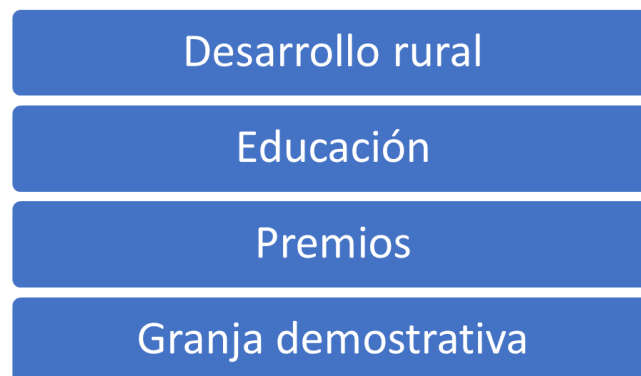 Desarrollo rural
Educación
Premios
Granja demostrativa